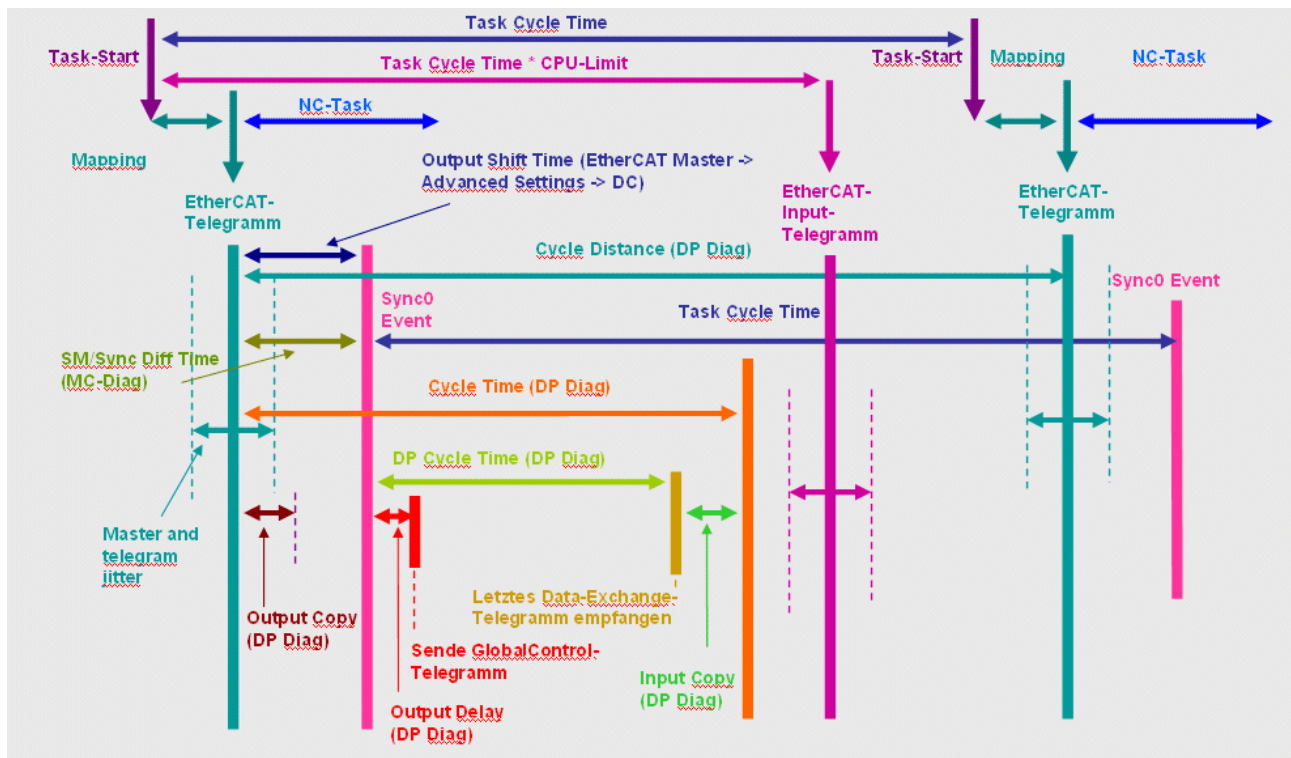 Task Cycle Time
Task-Start
Task Cycle Time * CPU-Limit
Task-Start
Mapping
NC-Task
NC-Task
Mapping
Output Shift Time (EtherCAT Master ->
Advanced Settings -> DC)
EtherCAT-
Telegramm
EtherCAT-
Input-
Telegramm
EtherCAT-
Telegramm
Cycle Distance (DP Diag)
Sync0 Event
Sync0
Event
Task Cycle Time
SM/Sync Diff Time
(MC-Diag)
Cycle Time (DP Diag)
DP Cycle Time (DP Diag)
Master and
telegram
jitter
Letztes Data-Exchange-
Telegramm empfangen
Output Copy
(DP Diag)
Sende GlobalControl-
Telegramm
Input Copy
(DP Diag)
Output Delay
(DP Diag)